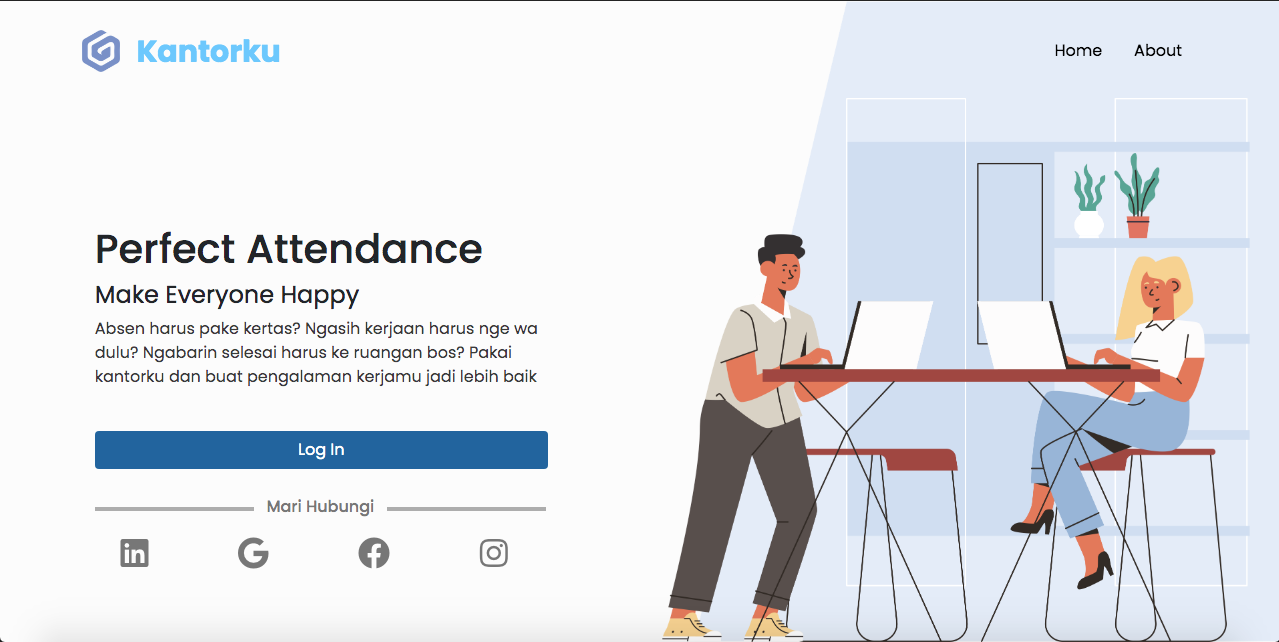 Kantorku
Home
About
Perfect Attendance
Make Everyone Happy
Absen harus pake kertas? Ngasih kerjaan harus nge wa
dulu? Ngabarin selesai harus ke ruangan bos? Pakai
kantorku dan buat pengalaman kerjamu jadi lebih baik
Log In
Mari Hubungi